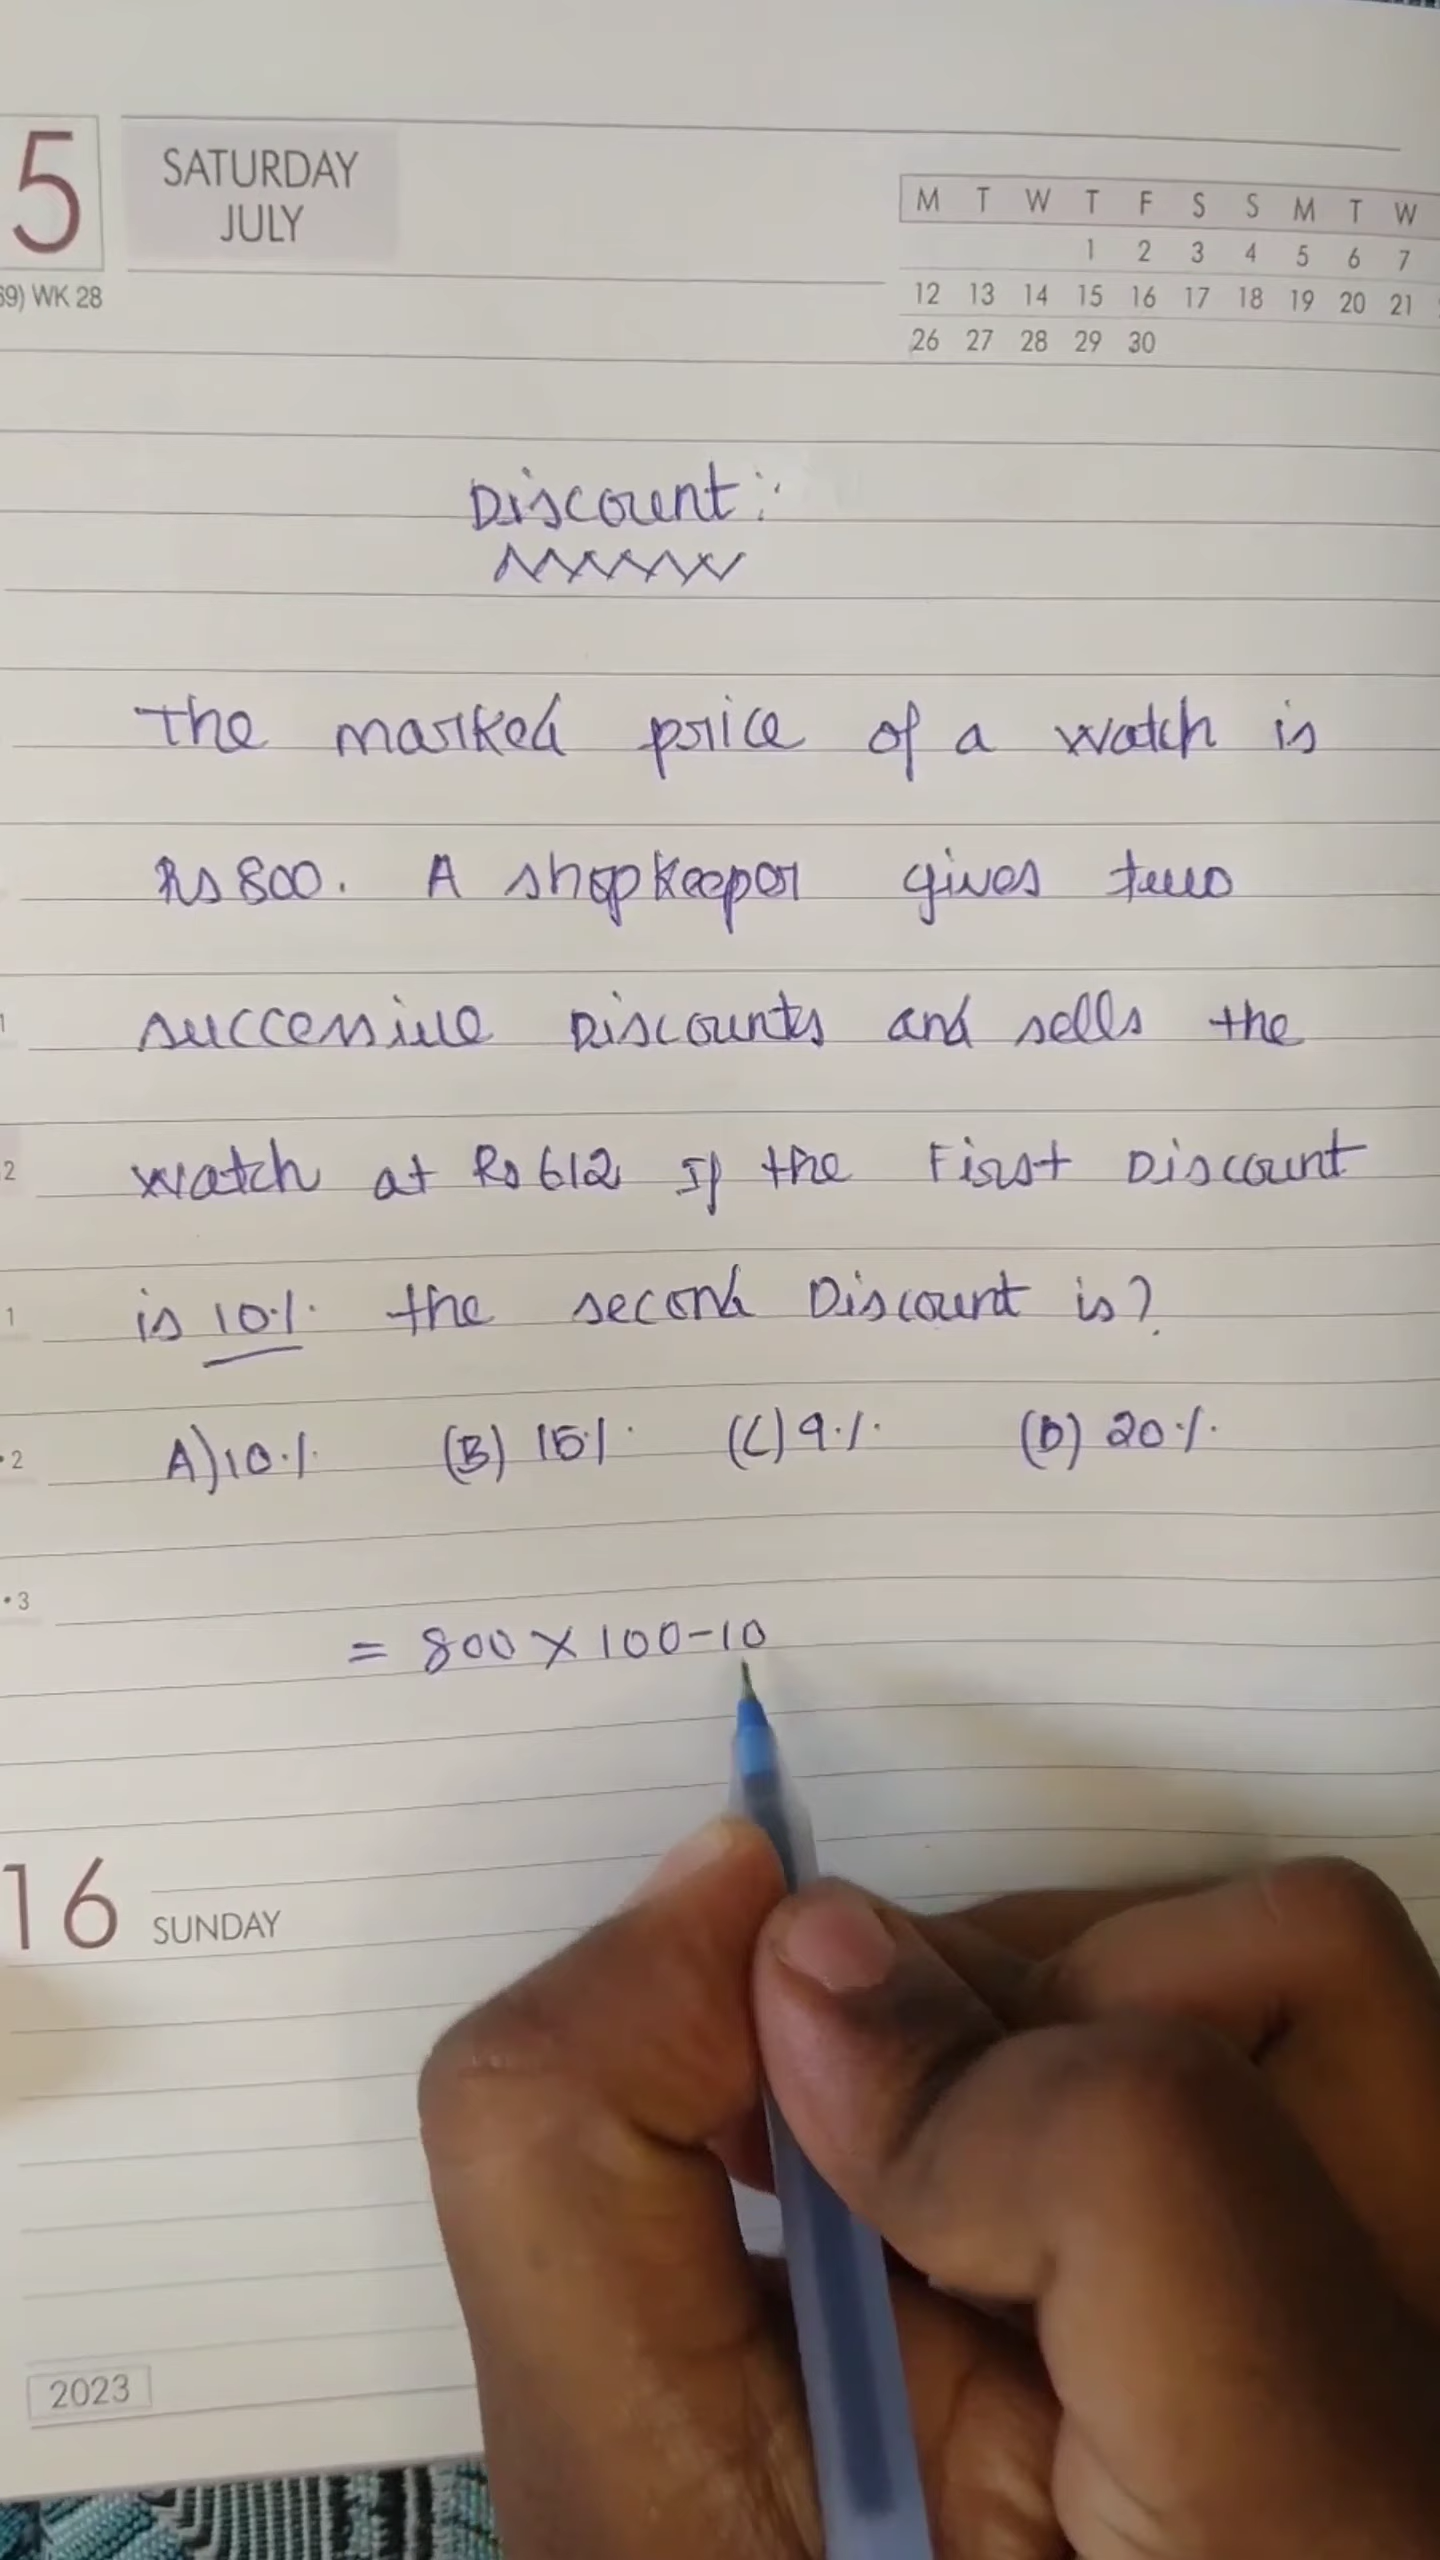 5
SATURDAY
JULY
69) WK 28
M T W T F S S M T W
1 2 3 4 5 6 7
12 13 14 15 16 17 18 19 20 21
26 27 28 29 30
Discount:
The marked price of a watch is
Rs 800. A shopkeeper gives two
successive Discounts and sells the
watch at Rs 612 If the First Discount
is 10% the second Discount is?
A) 10% (B) 15% (C) 9% (D) 20%
= 800 × 100-10
16
SUNDAY
2023